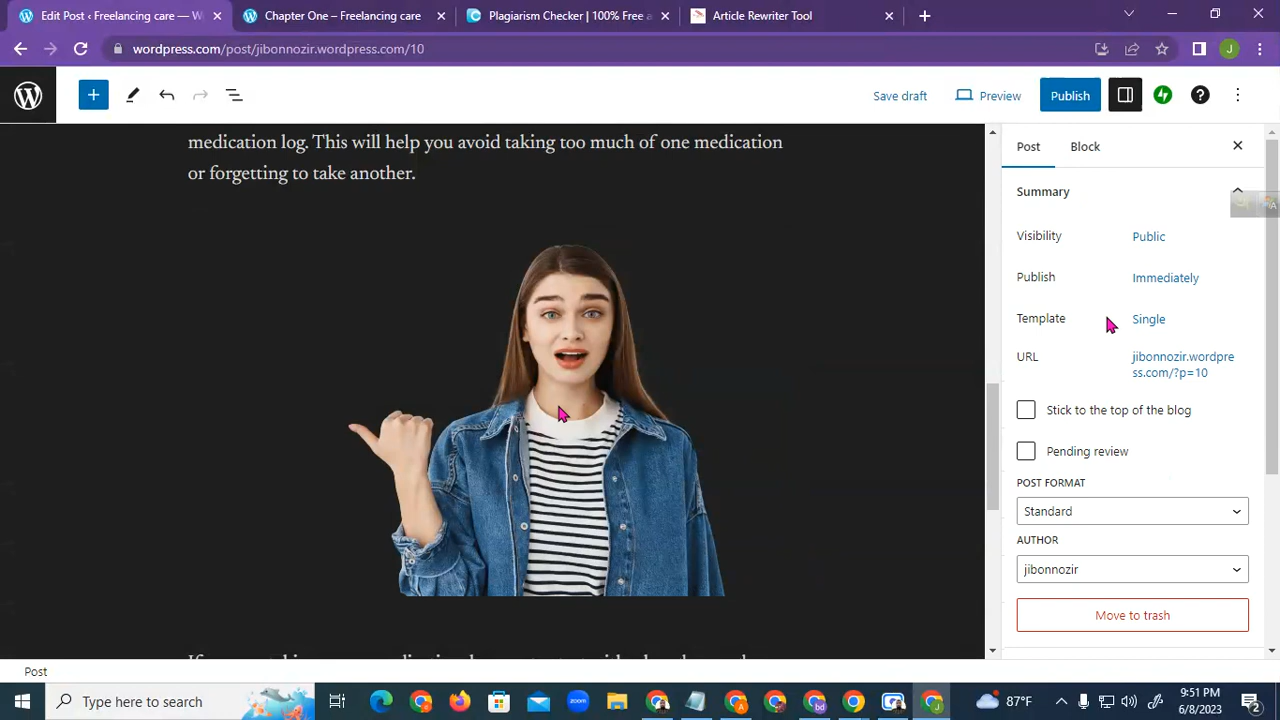 Edit Post ‹ Freelancing care — W
Chapter One – Freelancing care
Plagiarism Checker | 100% Free a
Article Rewriter Tool
wordpress.com/post/jibonnozir.wordpress.com/10
J
Save draft
Preview
Publish
medication log. This will help you avoid taking too much of one medication
or forgetting to take another.
Post
Block
Summary
Visibility
Public
Publish
Immediately
Template
Single
URL
jibonnozir.wordpre
ss.com/?p=10
Stick to the top of the blog
Pending review
POST FORMAT
Standard
AUTHOR
jibonnozir
Move to trash
Post
Type here to search
zoom
87°F
9:51 PM
6/8/2023
2